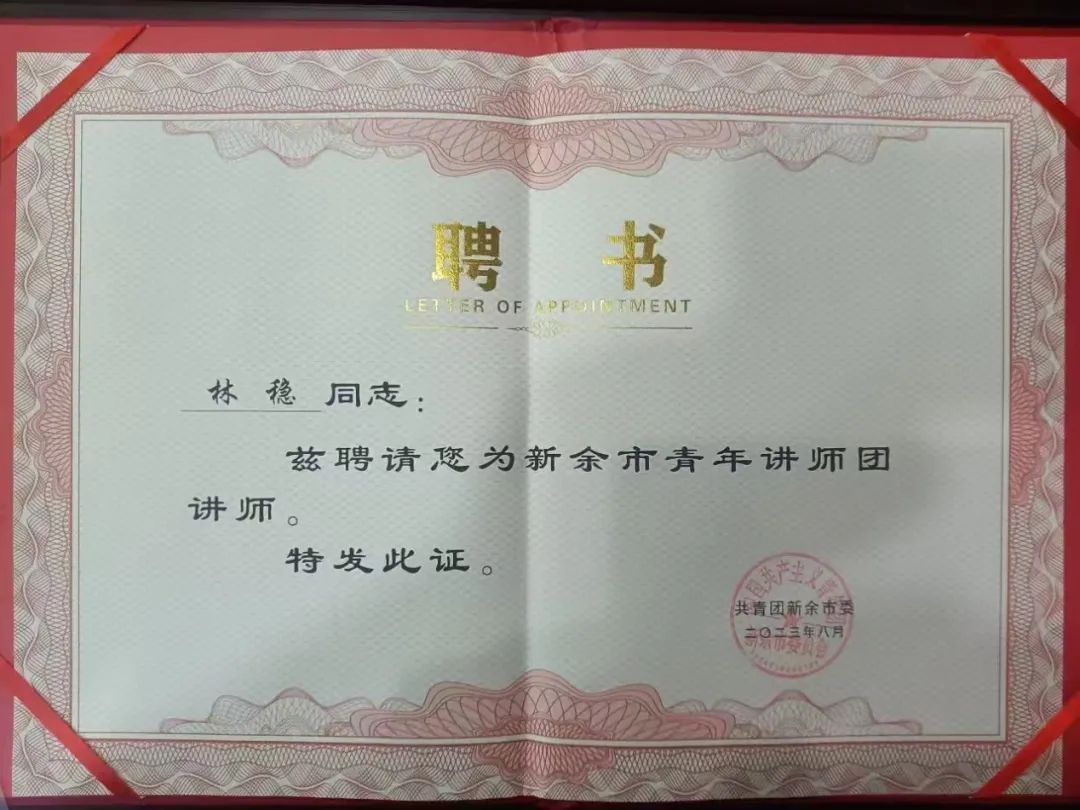 聘 书
LETTER OF APPOINTMENT
林 稳 同志：
兹聘请您为新余市青年讲师团
讲师。
特发此证。
共青团新余市委
二〇二三年八月